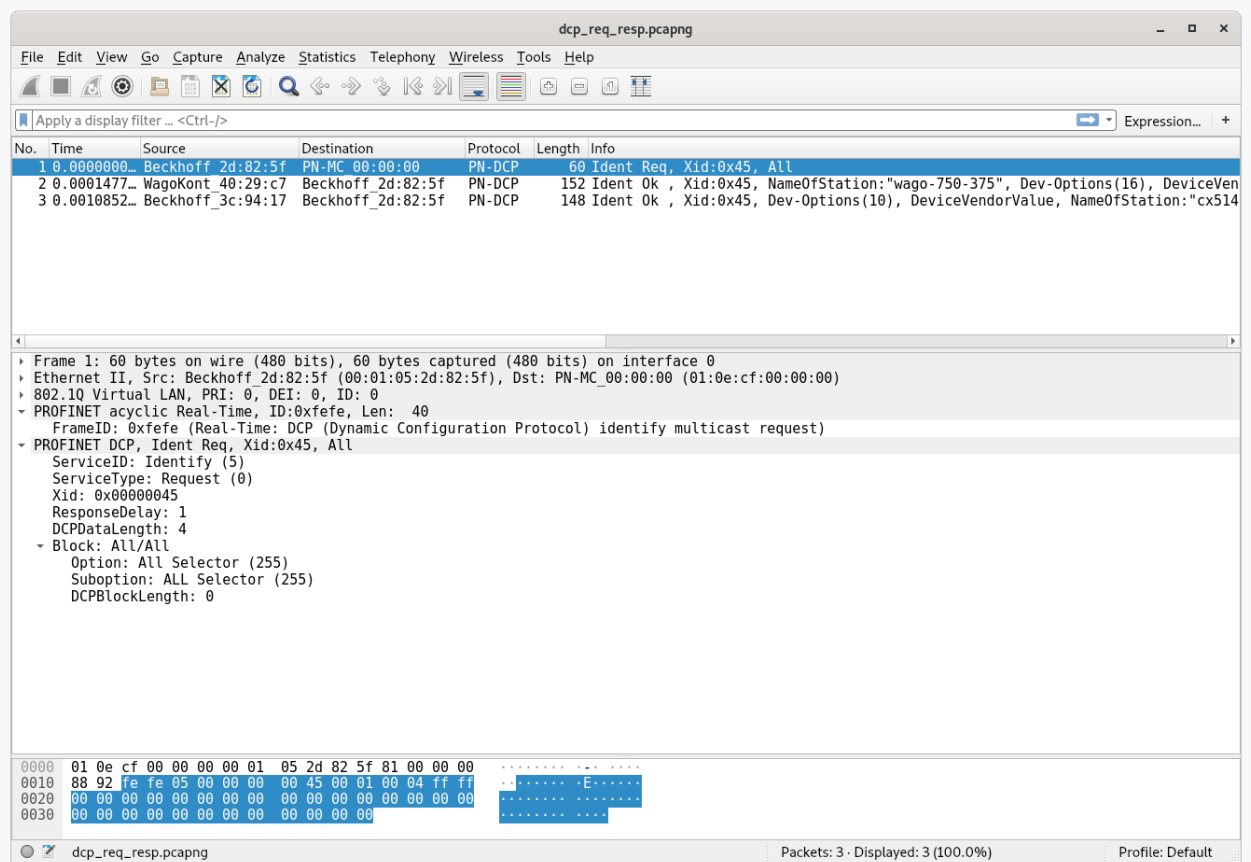 dcp_req_resp.pcapng
File Edit View Go Capture Analyze Statistics Telephony Wireless Tools Help
Apply a display filter ... <Ctrl-/> Expression... +
No. Time Source Destination Protocol Length Info
1 0.0000000… Beckhoff_2d:82:5f PN-MC_00:00:00 PN-DCP 60 Ident Req, Xid:0x45, All
2 0.0001477… WagoKont_40:29:c7 Beckhoff_2d:82:5f PN-DCP 152 Ident Ok , Xid:0x45, NameOfStation:"wago-750-375", Dev-Options(16), DeviceVen
3 0.0010852… Beckhoff_3c:94:17 Beckhoff_2d:82:5f PN-DCP 148 Ident Ok , Xid:0x45, Dev-Options(10), DeviceVendorValue, NameOfStation:"cx514
Frame 1: 60 bytes on wire (480 bits), 60 bytes captured (480 bits) on interface 0
Ethernet II, Src: Beckhoff_2d:82:5f (00:01:05:2d:82:5f), Dst: PN-MC_00:00:00 (01:0e:cf:00:00:00)
802.1Q Virtual LAN, PRI: 0, DEI: 0, ID: 0
PROFINET acyclic Real-Time, ID:0xfefe, Len:  40
FrameID: 0xfefe (Real-Time: DCP (Dynamic Configuration Protocol) identify multicast request)
PROFINET DCP, Ident Req, Xid:0x45, All
ServiceID: Identify (5)
ServiceType: Request (0)
Xid: 0x00000045
ResponseDelay: 1
DCPDataLength: 4
Block: All/All
Option: All Selector (255)
Suboption: ALL Selector (255)
DCPBlockLength: 0
0000 01 0e cf 00 00 00 00 01 05 2d 82 5f 81 00 00 00 ········ ·-·_····
0010 88 92 fe fe 05 00 00 00 00 45 00 01 00 04 ff ff ········ ·E······
0020 00 00 00 00 00 00 00 00 00 00 00 00 00 00 00 00 ········ ········
0030 00 00 00 00 00 00 00 00 00 00 00 00 ········ ····
dcp_req_resp.pcapng Packets: 3 · Displayed: 3 (100.0%) Profile: Default